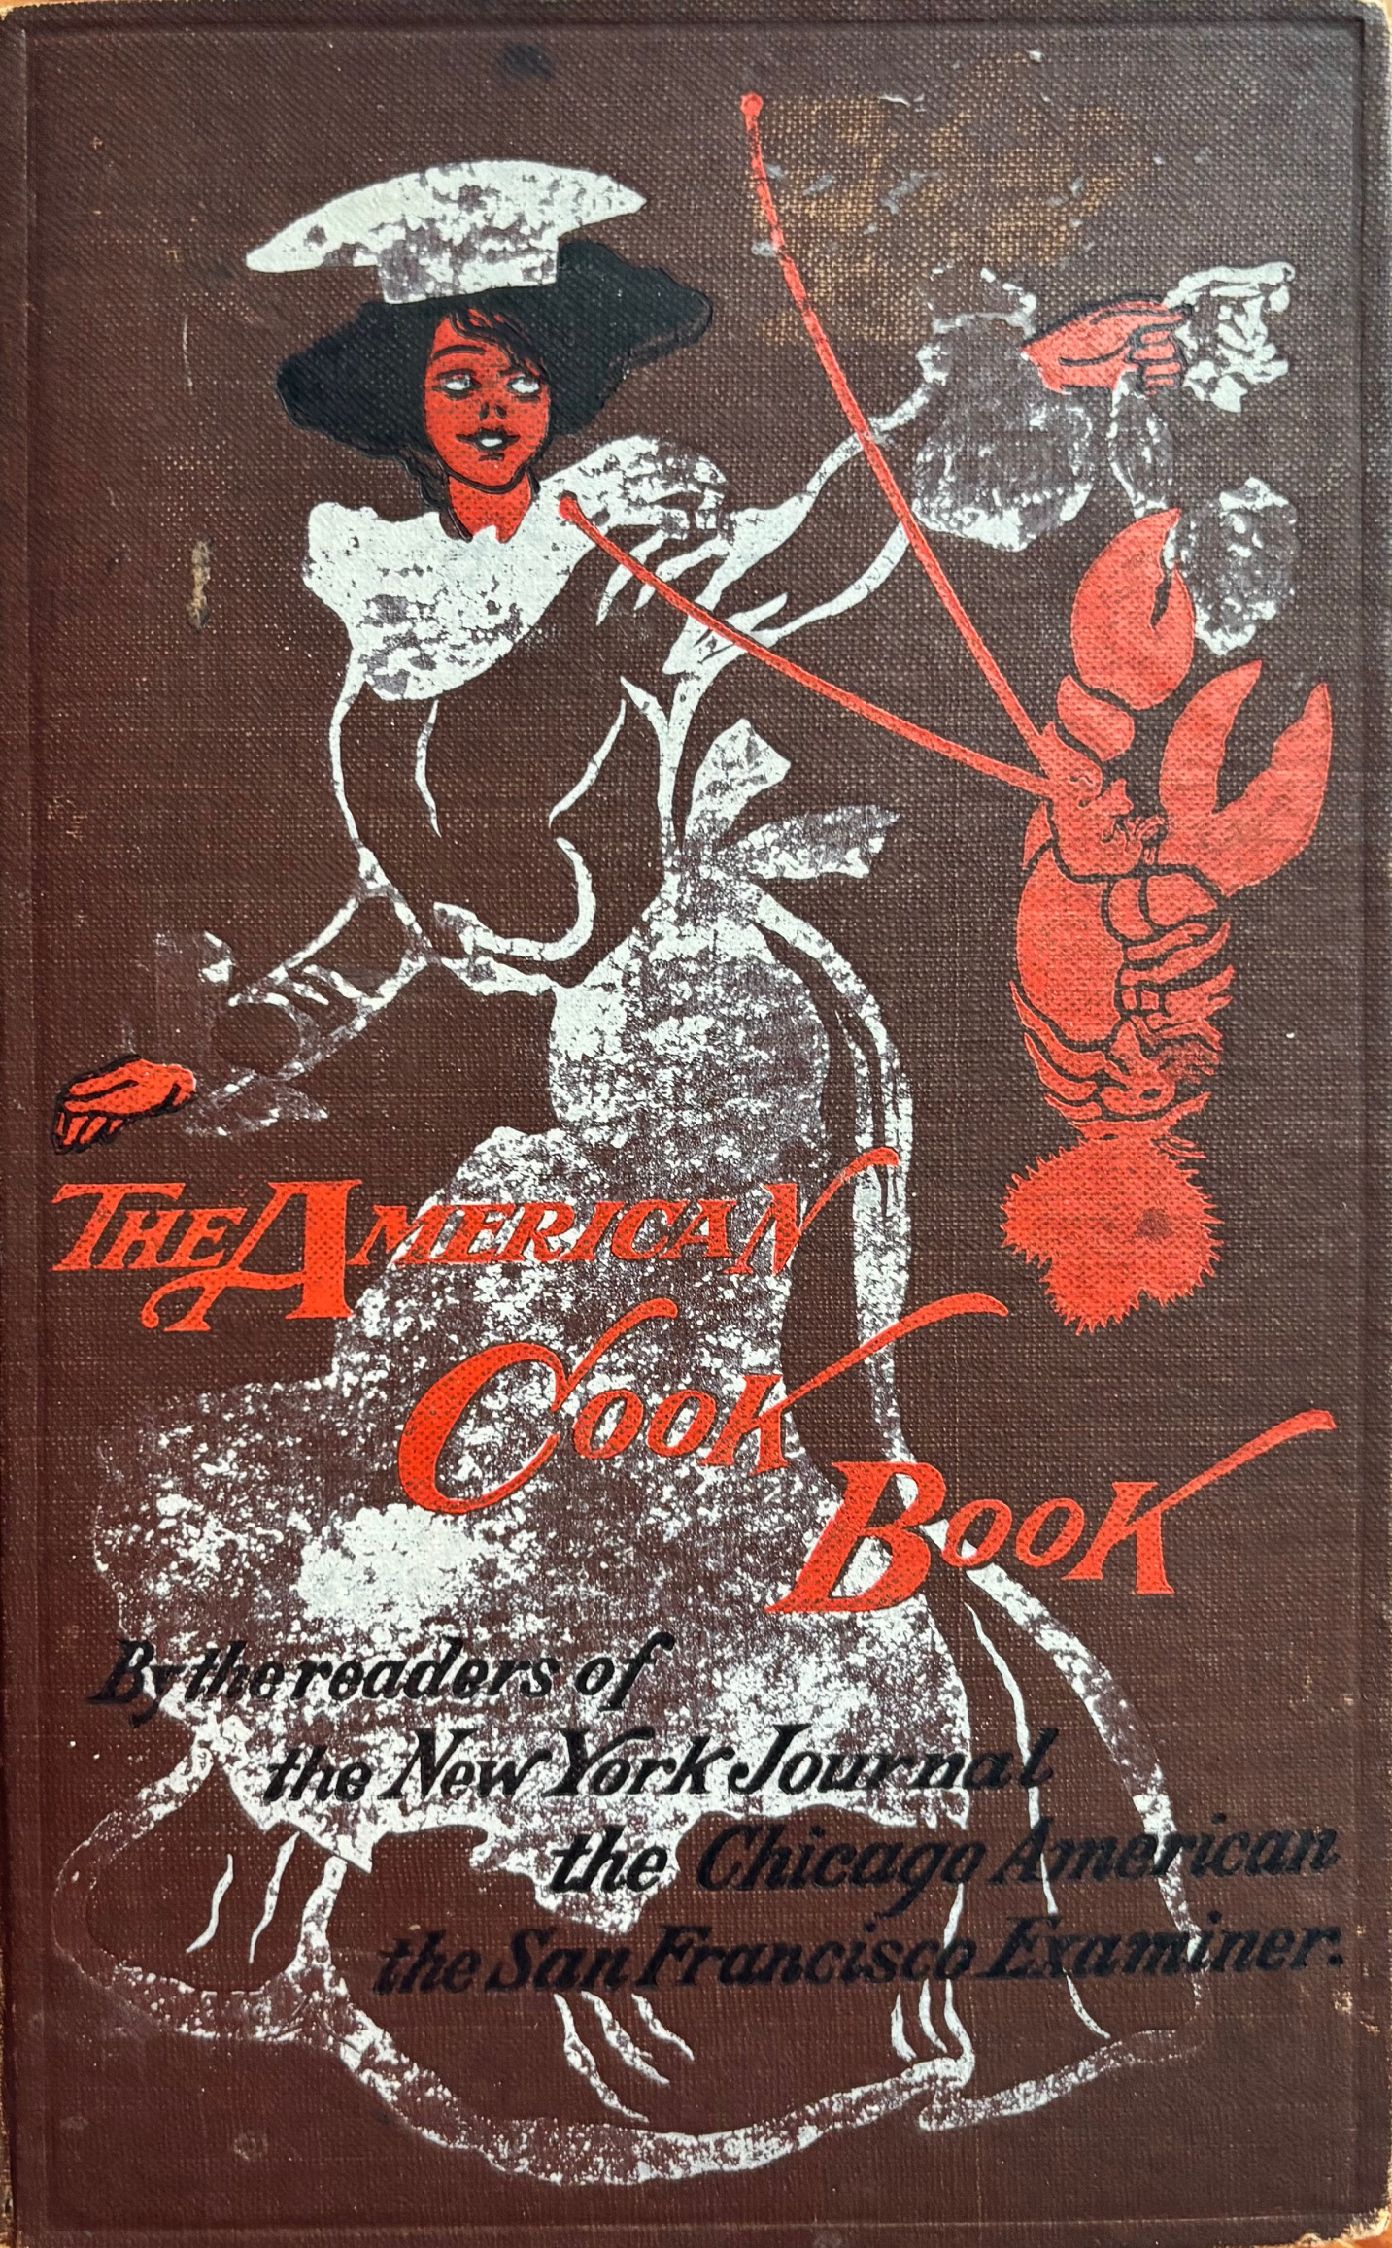 THE AMERICAN
COOK
BOOK
By the readers of
the New York Journal
the Chicago American
the San Francisco Examiner.